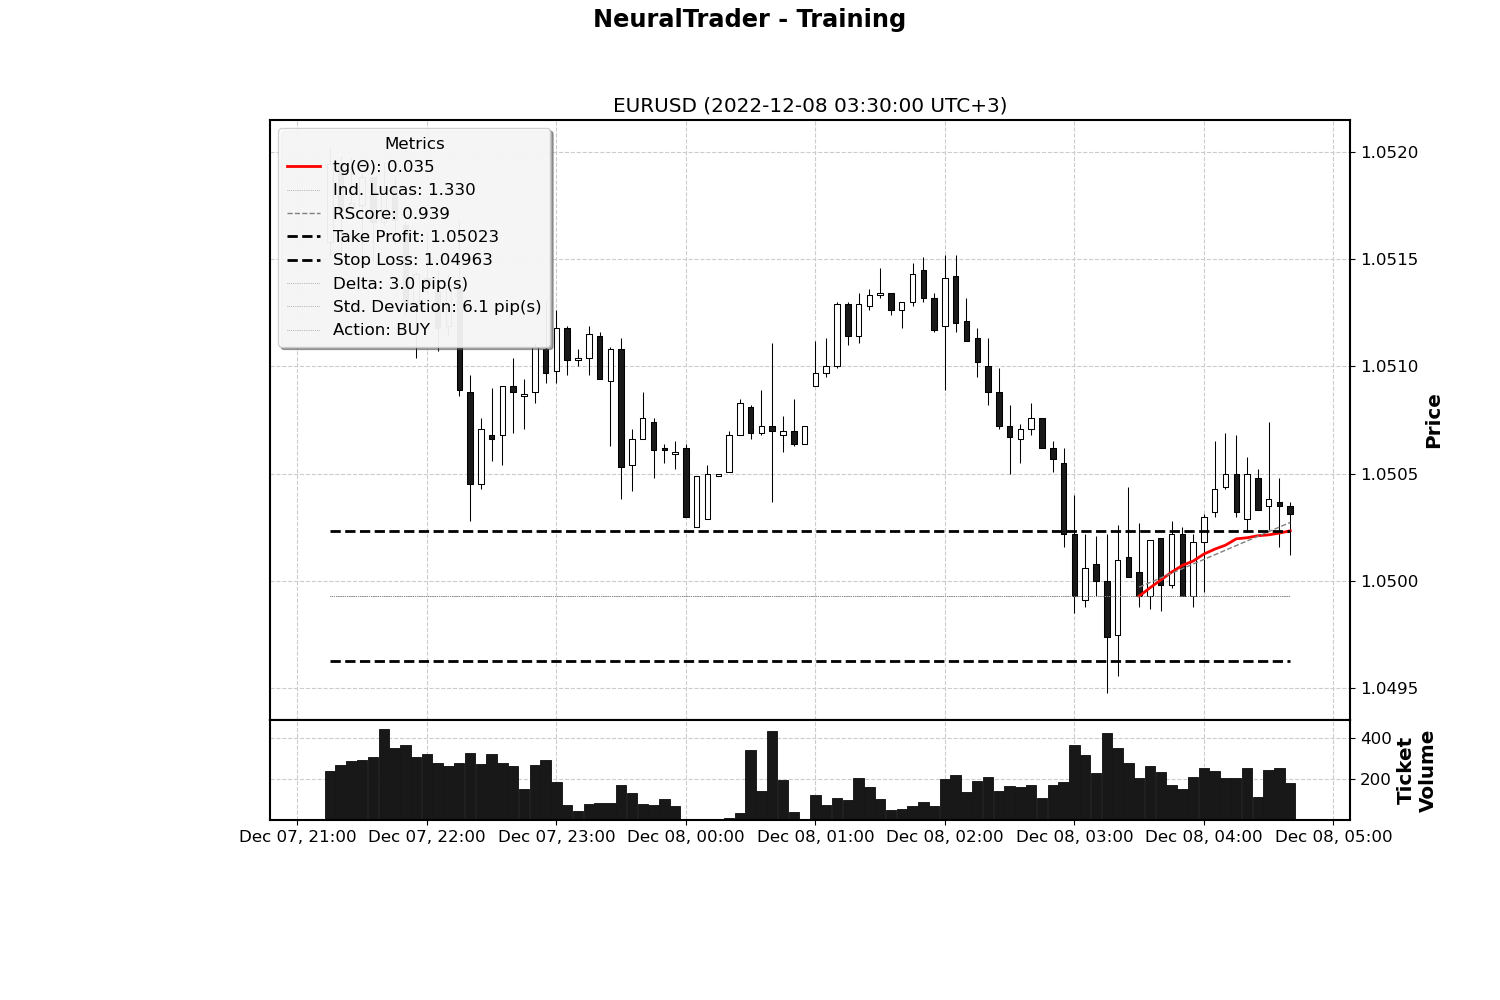 NeuralTrader - Training
EURUSD (2022-12-08 03:30:00 UTC+3)
Metrics
tg(Θ): 0.035
Ind. Lucas: 1.330
RScore: 0.939
Take Profit: 1.05023
Stop Loss: 1.04963
Delta: 3.0 pip(s)
Std. Deviation: 6.1 pip(s)
Action: BUY
1.0520
1.0515
1.0510
1.0505
1.0500
1.0495
Price
400
200
Ticket
Volume
Dec 07, 21:00
Dec 07, 22:00
Dec 07, 23:00
Dec 08, 00:00
Dec 08, 01:00
Dec 08, 02:00
Dec 08, 03:00
Dec 08, 04:00
Dec 08, 05:00